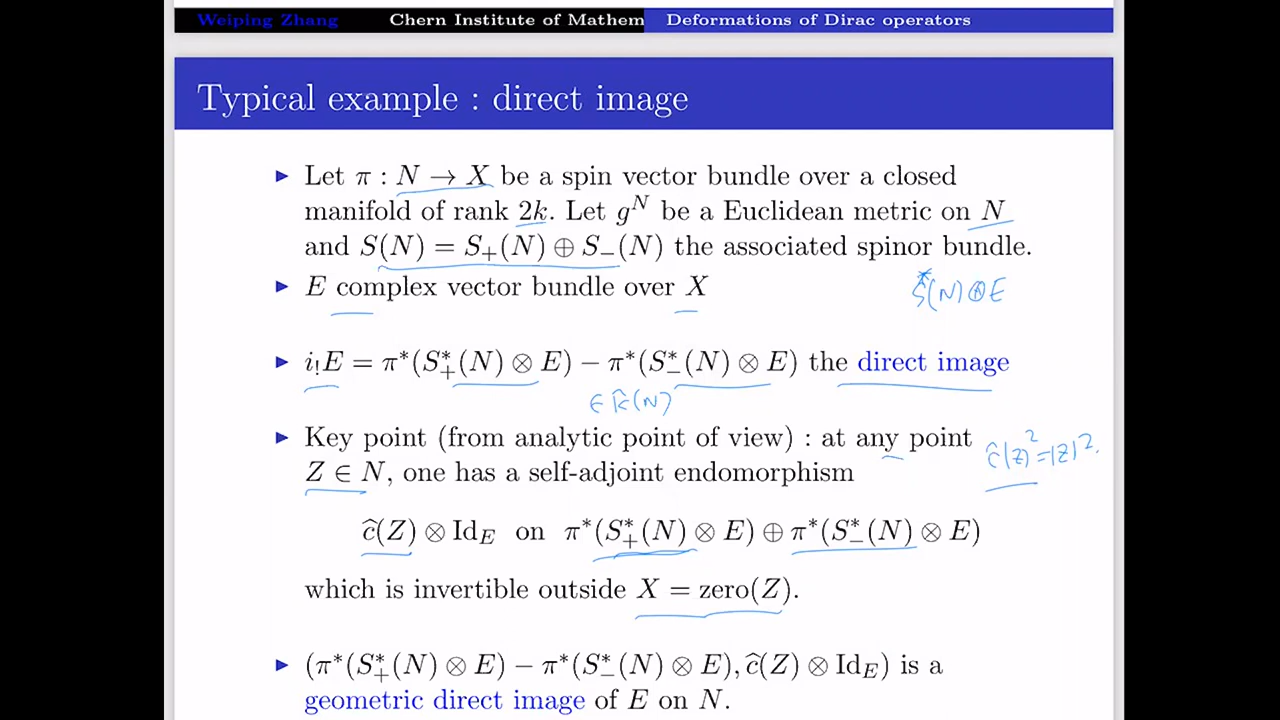 Weiping Zhang Chern Institute of Mathem Deformations of Dirac operators
Typical example : direct image
▶ Let π : N → X be a spin vector bundle over a closed
manifold of rank 2k. Let g^N be a Euclidean metric on N
and S(N) = S₊(N) ⊕ S₋(N) the associated spinor bundle.
▶ E complex vector bundle over X
S*(N)⊗E
▶ i_!E = π*(S₊*(N) ⊗ E) − π*(S₋*(N) ⊗ E) the direct image
∈ K̃(N)
▶ Key point (from analytic point of view) : at any point
Z ∈ N, one has a self-adjoint endomorphism
ĉ(Z)² = |Z|².
ĉ(Z) ⊗ Id_E on π*(S₊*(N) ⊗ E) ⊕ π*(S₋*(N) ⊗ E)
which is invertible outside X = zero(Z).
▶ (π*(S₊*(N) ⊗ E) − π*(S₋*(N) ⊗ E), ĉ(Z) ⊗ Id_E) is a
geometric direct image of E on N.